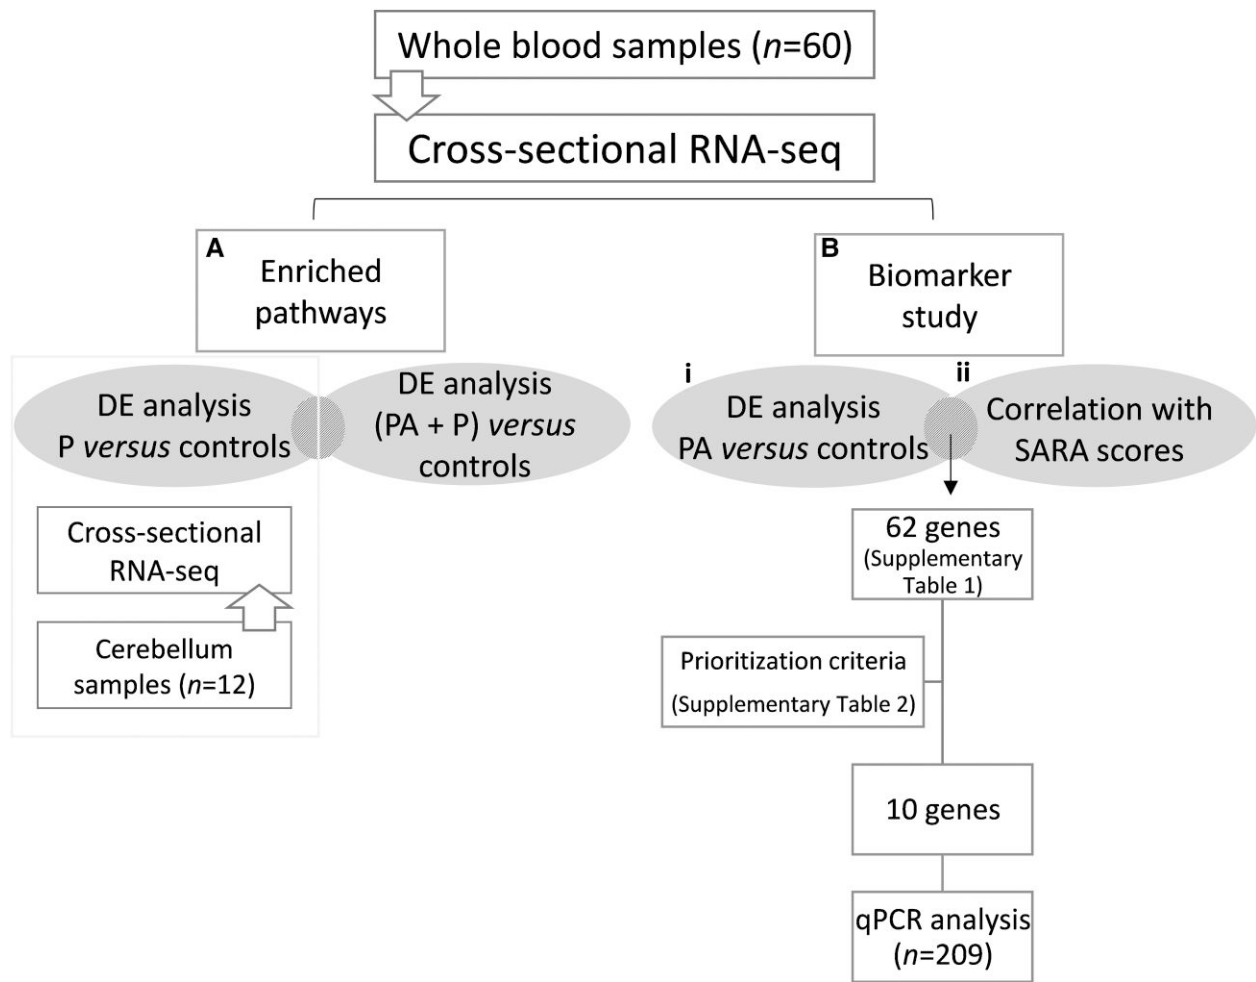 Whole blood samples (n=60)
Cross-sectional RNA-seq
A
Enriched
pathways
DE analysis
P versus controls
DE analysis
(PA + P) versus
controls
Cross-sectional
RNA-seq
Cerebellum
samples (n=12)
B
Biomarker
study
i
DE analysis
PA versus controls
ii
Correlation with
SARA scores
62 genes
(Supplementary
Table 1)
Prioritization criteria
(Supplementary Table 2)
10 genes
qPCR analysis
(n=209)